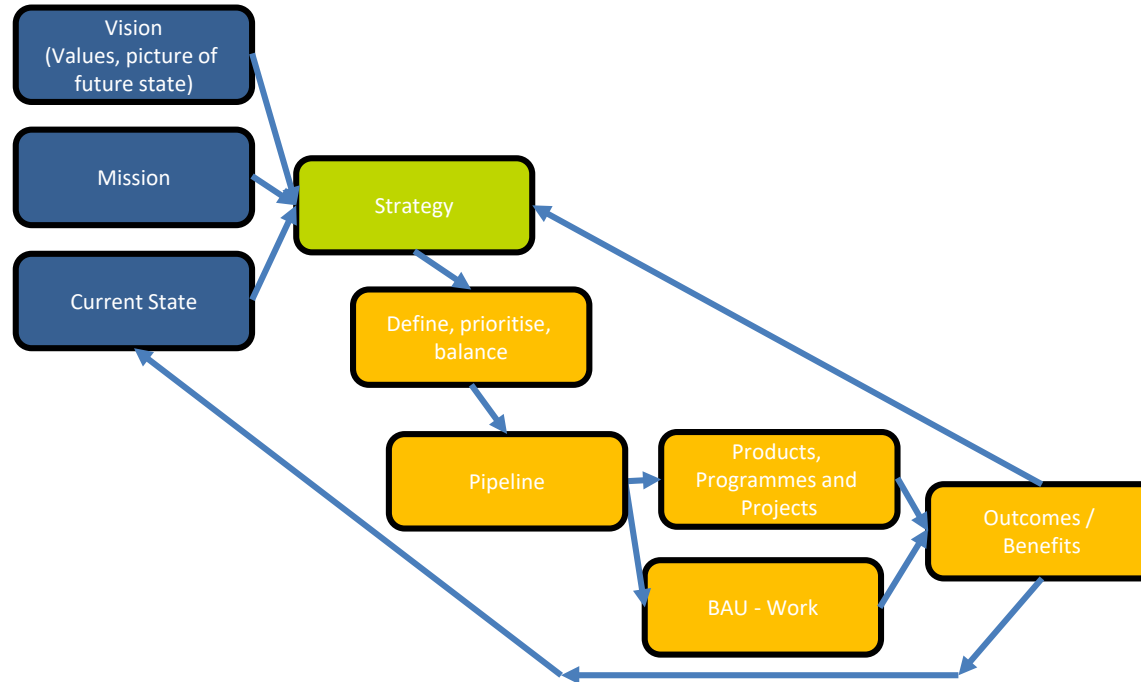 Vision
(Values, picture of
future state)
Mission
Strategy
Current State
Define, prioritise,
balance
Pipeline
Products,
Programmes and
Projects
Outcomes /
Benefits
BAU - Work